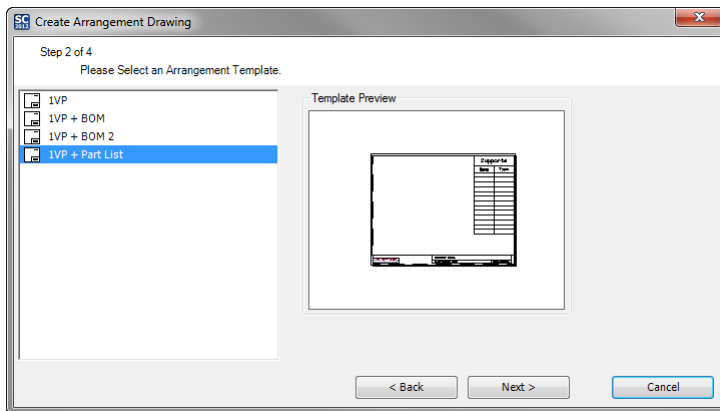 SC
2012
Create Arrangement Drawing
Step 2 of 4
Please Select an Arrangement Template.
1VP
1VP + BOM
1VP + BOM 2
1VP + Part List
Template Preview
Supports
Name Type
< Back
Next >
Cancel